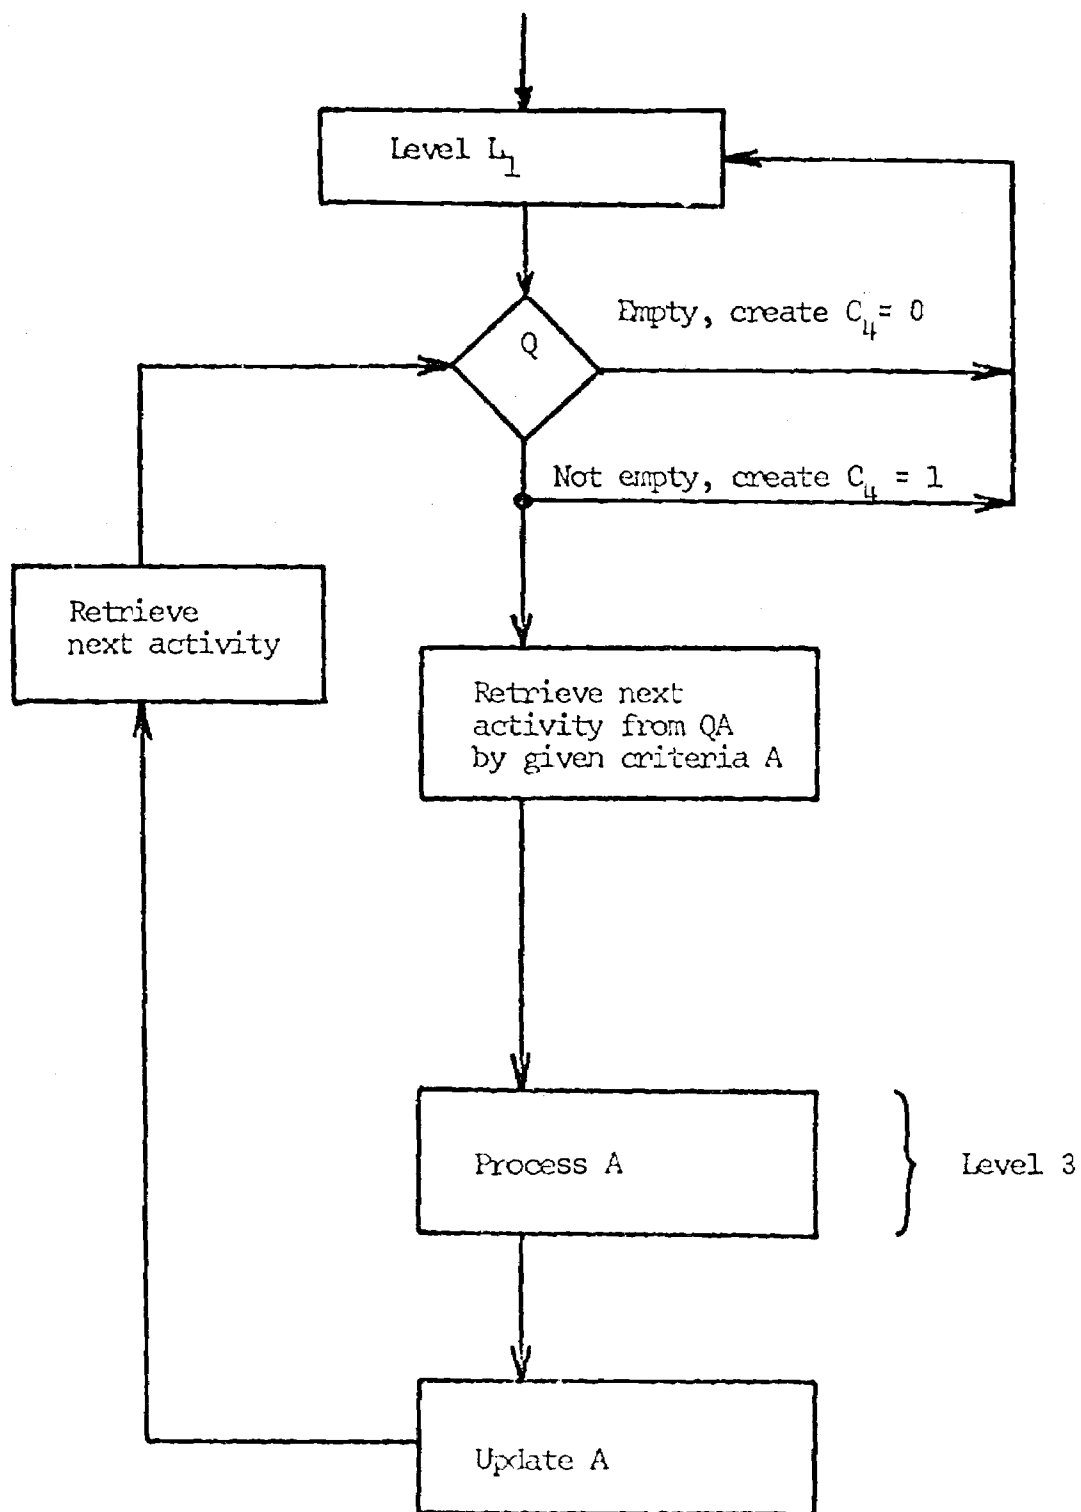 Level L₁
Q
Empty, create C₄= 0
Not empty, create C₄ = 1
Retrieve
next activity
Retrieve next
activity from QA
by given criteria A
Process A
Level 3
Update A